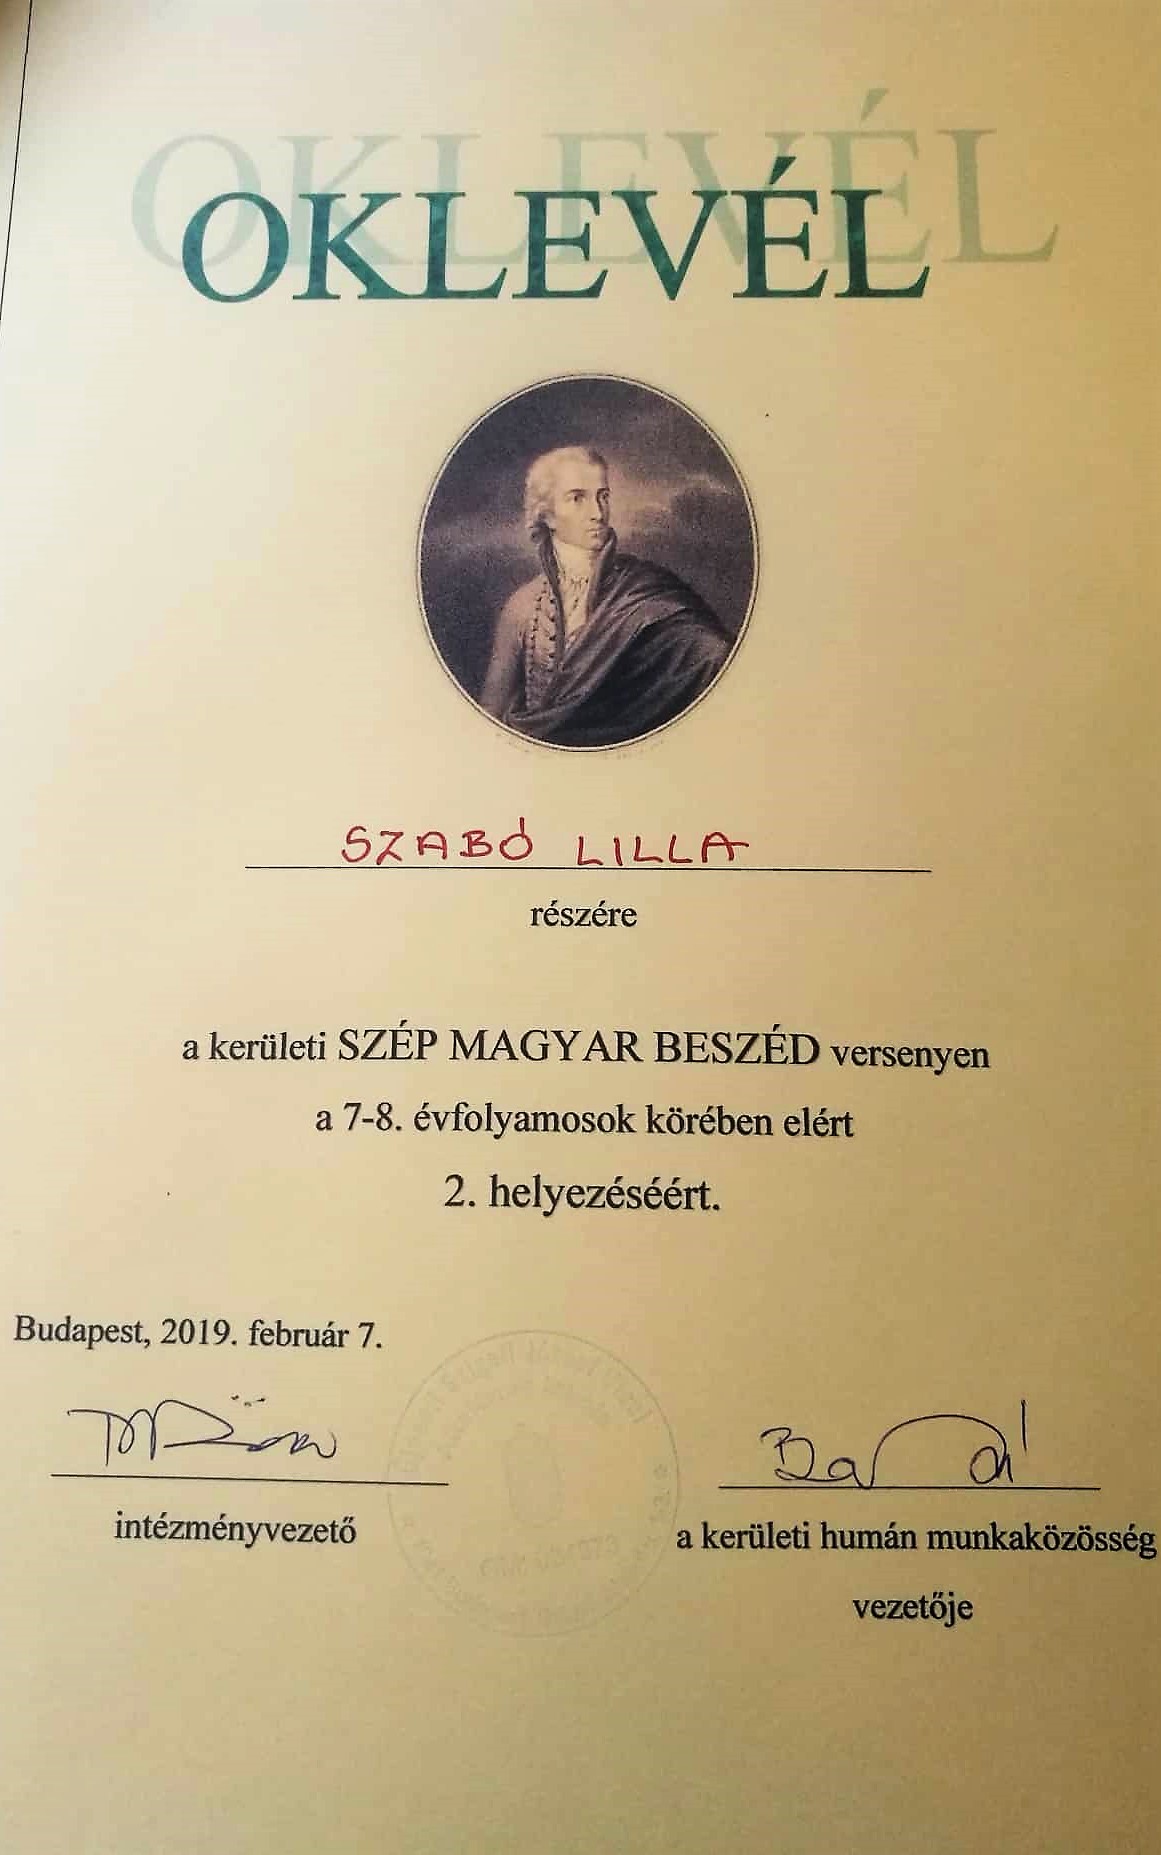 OKLEVÉL
SZABÓ LILLA
részére
a kerületi SZÉP MAGYAR BESZÉD versenyen
a 7-8. évfolyamosok körében elért
2. helyezéséért.
Budapest, 2019. február 7.
intézményvezető
a kerületi humán munkaközösség
vezetője